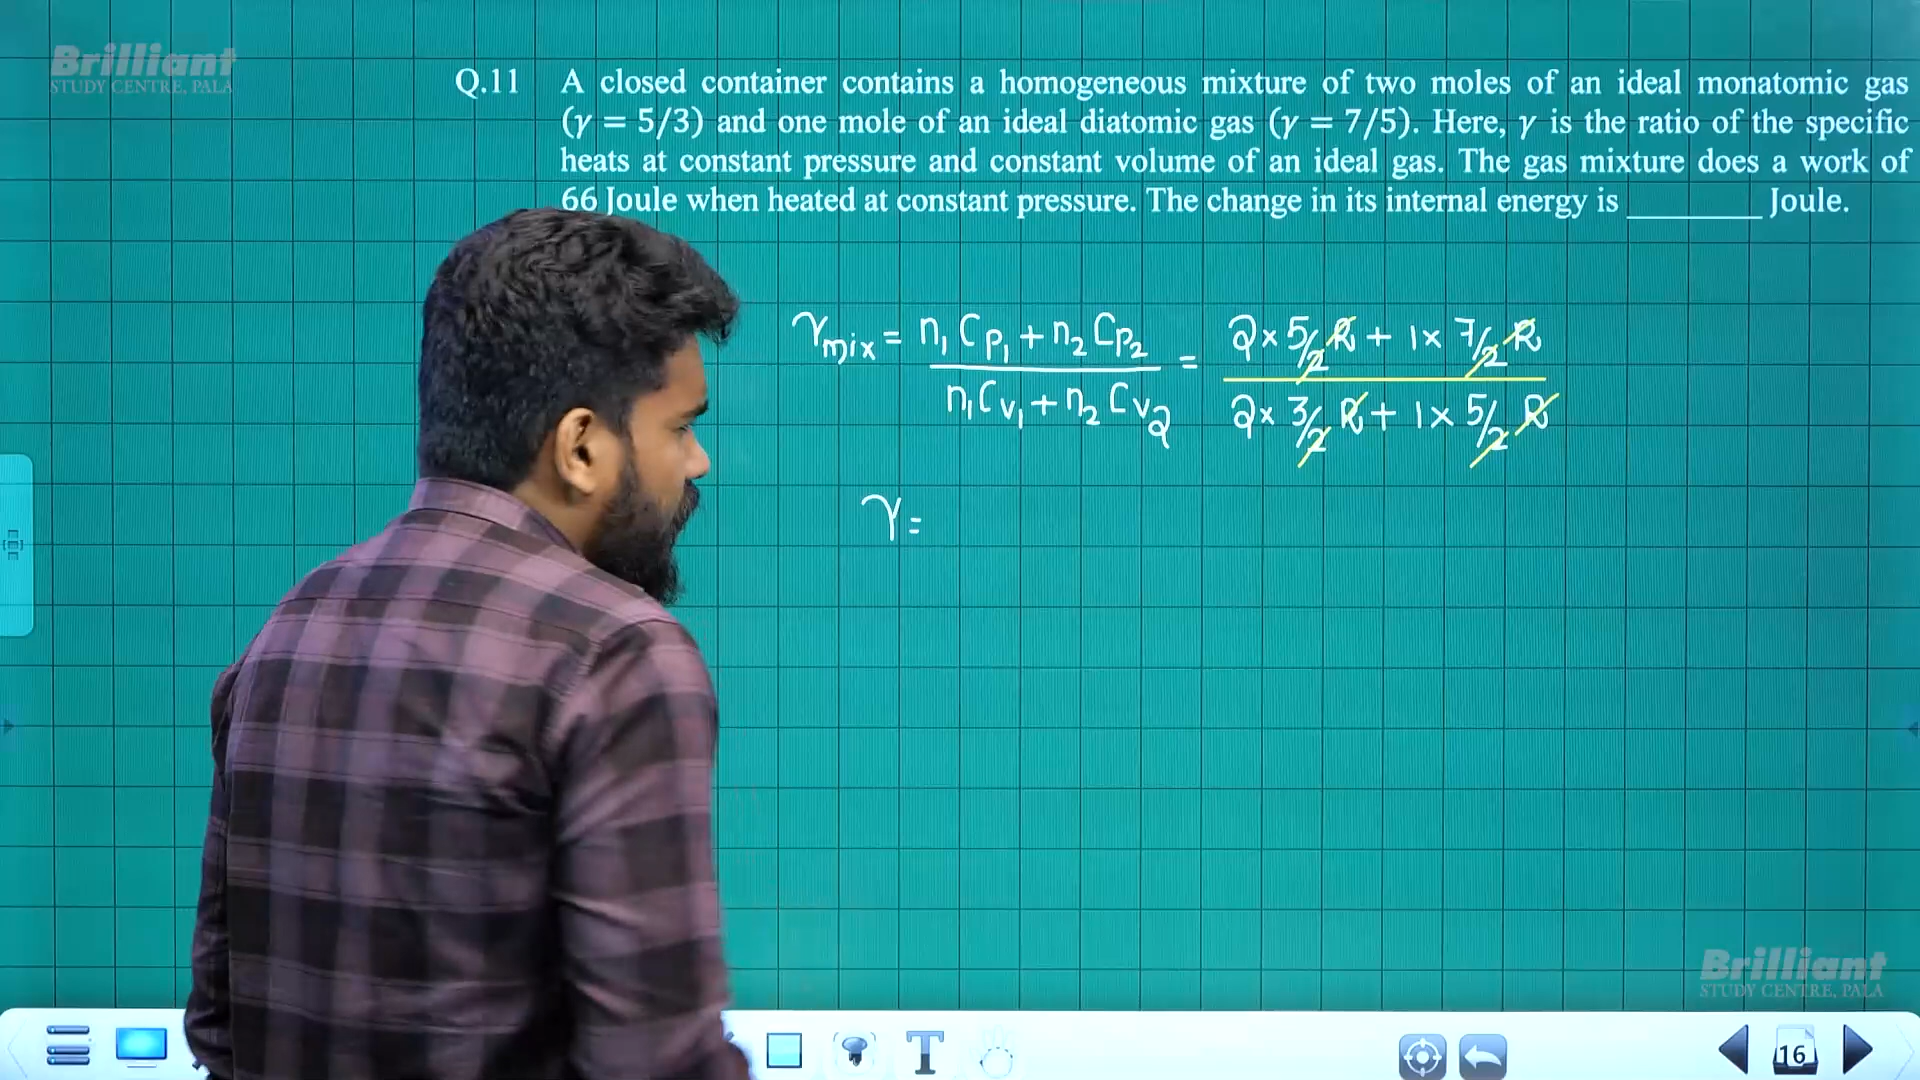 Brilliant
STUDY CENTRE, PALA
Q.11 A closed container contains a homogeneous mixture of two moles of an ideal monatomic gas
(γ = 5/3) and one mole of an ideal diatomic gas (γ = 7/5). Here, γ is the ratio of the specific
heats at constant pressure and constant volume of an ideal gas. The gas mixture does a work of
66 Joule when heated at constant pressure. The change in its internal energy is ________ Joule.
γmix = n₁Cp₁ + n₂Cp₂ / n₁Cv₁ + n₂Cv₂ = 2 × 5/2 R + 1 × 7/2 R / 2 × 3/2 R + 1 × 5/2 R
γ =
Brilliant
STUDY CENTRE, PALA
T
16